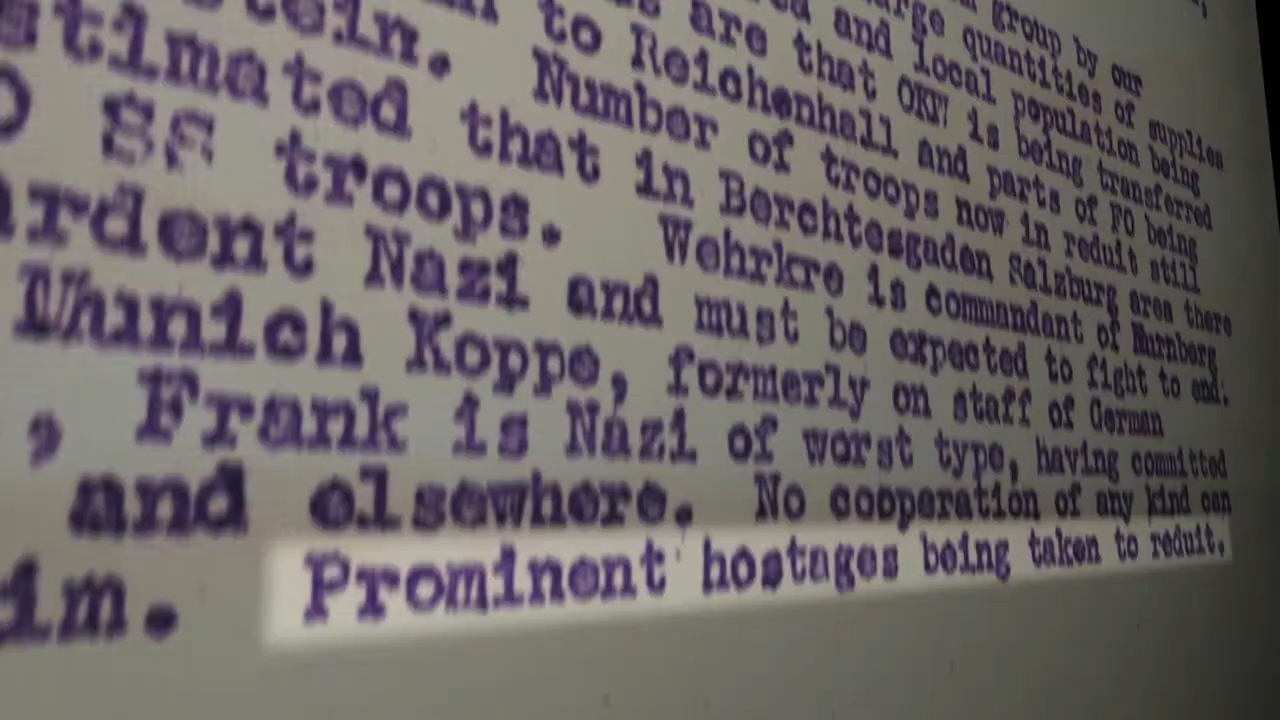 group by our
arge quantities of supplies
ed and local population being
s are that OKW is being transferred
to Reichenhall and parts of FO being
stein. Number of troops now in reduit still
stimated that in Berchtesgaden Salzburg area there
0 SS troops. Wehrkre is commandant of Nurnberg
ardent Nazi and must be expected to fight to end.
Koppe, formerly on staff of German
, Frank is Nazi of worst type, having committed
and elsewhere. No cooperation of any kind can
im. Prominent hostages being taken to reduit.